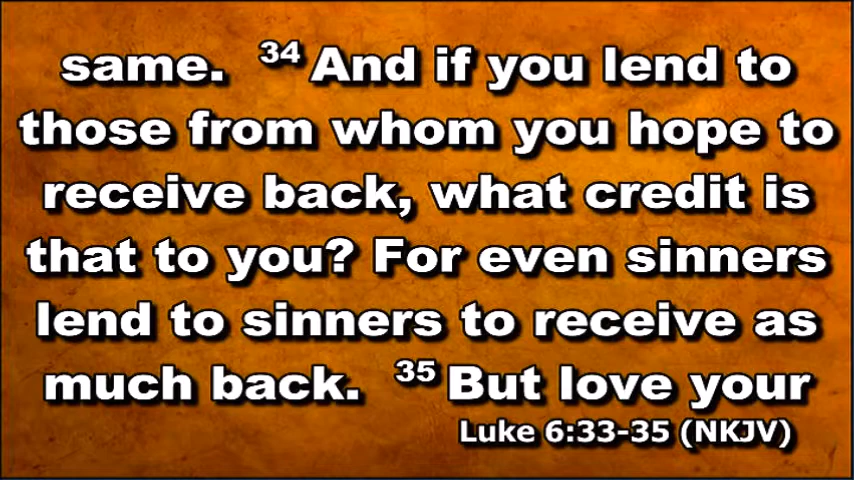 same. 34 And if you lend to
those from whom you hope to
receive back, what credit is
that to you? For even sinners
lend to sinners to receive as
much back. 35 But love your
Luke 6:33-35 (NKJV)